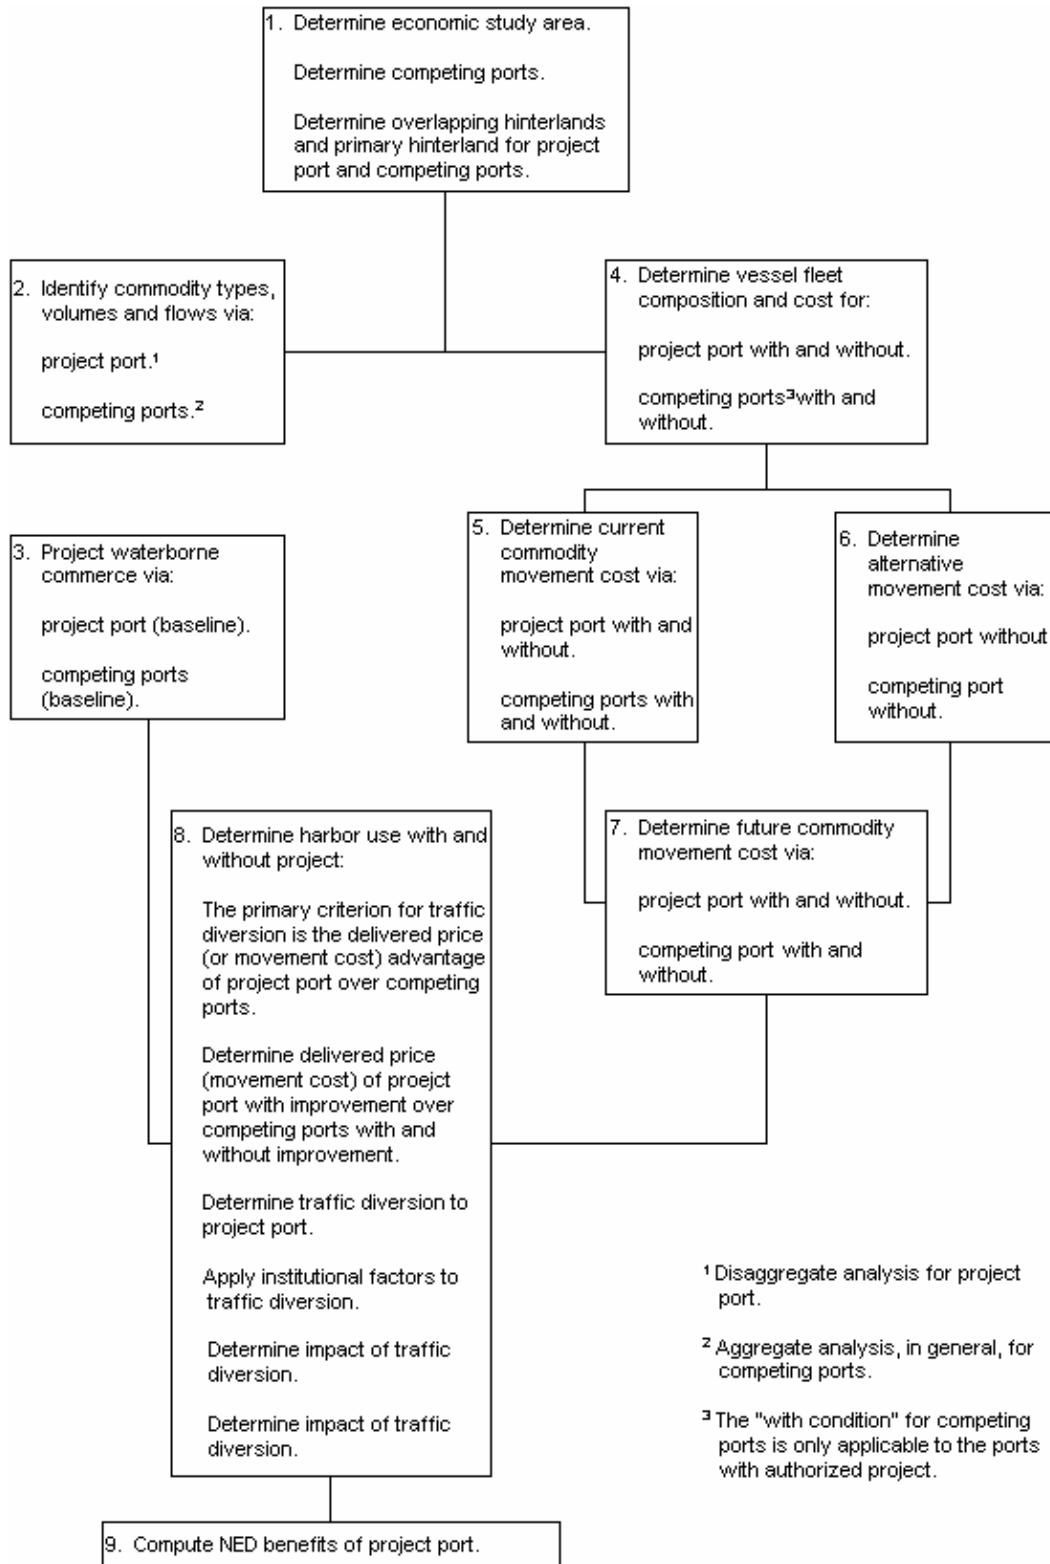 1. Determine economic study area.
Determine competing ports.
Determine overlapping hinterlands
and primary hinterland for project
port and competing ports.
2. Identify commodity types,
volumes and flows via:
project port.¹
competing ports.²
4. Determine vessel fleet
composition and cost for:
project port with and without.
competing ports³with and
without.
3. Project waterborne
commerce via:
project port (baseline).
competing ports
(baseline).
5. Determine current
commodity
movement cost via:
project port with and
without.
competing ports with
and without.
6. Determine
alternative
movement cost via:
project port without
competing port
without.
7. Determine future commodity
movement cost via:
project port with and without.
competing port with and
without.
8. Determine harbor use with and
without project:
The primary criterion for traffic
diversion is the delivered price
(or movement cost) advantage
of project port over competing
ports.
Determine delivered price
(movement cost) of proejct
port with improvement over
competing ports with and
without improvement.
Determine traffic diversion to
project port.
Apply institutional factors to
traffic diversion.
Determine impact of traffic
diversion.
Determine impact of traffic
diversion.
¹ Disaggregate analysis for project
port.
² Aggregate analysis, in general, for
competing ports.
³ The "with condition" for competing
ports is only applicable to the ports
with authorized project.
9. Compute NED benefits of project port.